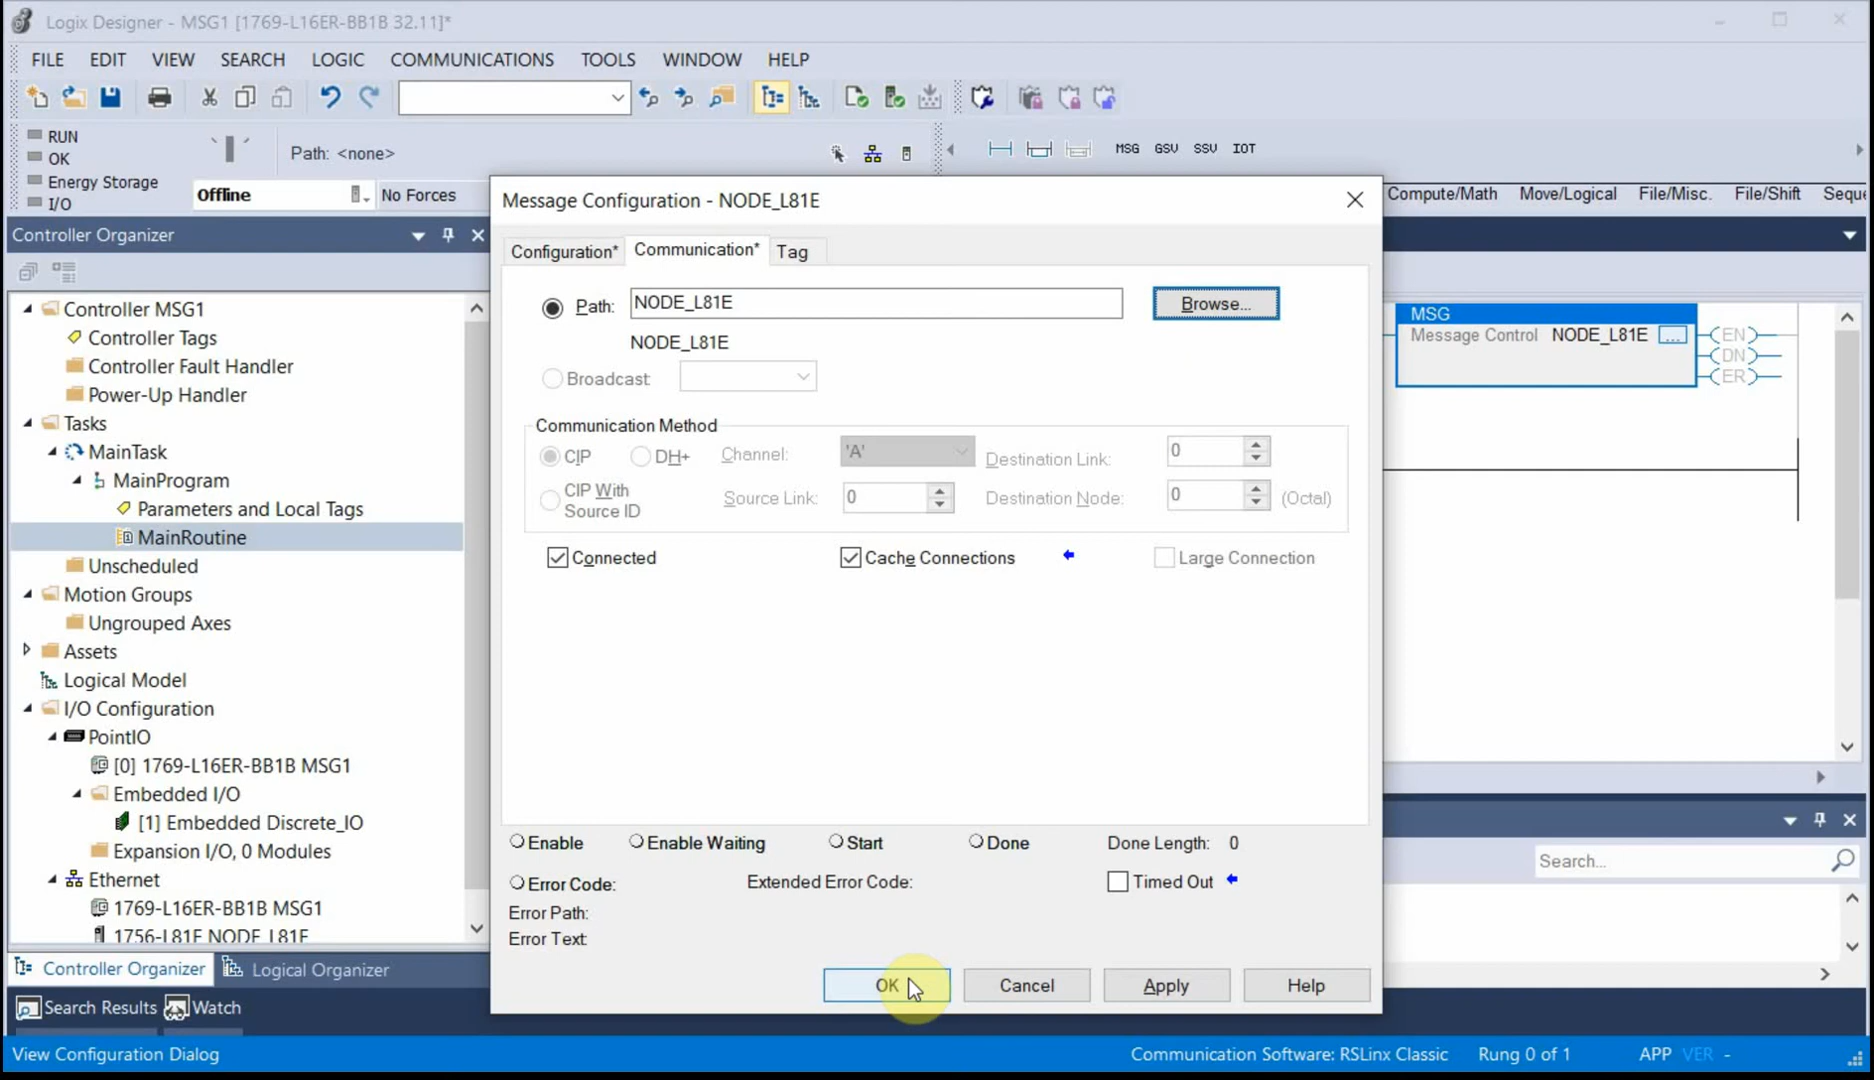 Logix Designer - MSG1 [1769-L16ER-BB1B 32.11]*
FILE EDIT VIEW SEARCH LOGIC COMMUNICATIONS TOOLS WINDOW HELP
RUN
OK
Energy Storage
I/O
Path: <none>
Offline
No Forces
MSG GSV SSV IOT
Compute/Math Move/Logical File/Misc. File/Shift Seque
Controller Organizer
Controller MSG1
Controller Tags
Controller Fault Handler
Power-Up Handler
Tasks
MainTask
MainProgram
Parameters and Local Tags
MainRoutine
Unscheduled
Motion Groups
Ungrouped Axes
Assets
Logical Model
I/O Configuration
PointIO
[0] 1769-L16ER-BB1B MSG1
Embedded I/O
[1] Embedded Discrete_IO
Expansion I/O, 0 Modules
Ethernet
1769-L16ER-BB1B MSG1
1756-L81E NODE_L81E
Controller Organizer Logical Organizer
Search Results Watch
Message Configuration - NODE_L81E
Configuration* Communication* Tag
Path: NODE_L81E Browse...
NODE_L81E
Broadcast:
Communication Method
CIP DH+ Channel: 'A' Destination Link: 0
CIP With
Source ID
Source Link: 0 Destination Node: 0 (Octal)
Connected Cache Connections Large Connection
Enable Enable Waiting Start Done Done Length: 0
Error Code: Extended Error Code: Timed Out
Error Path:
Error Text:
OK Cancel Apply Help
MSG
Message Control NODE_L81E ...
EN
DN
ER
Search...
View Configuration Dialog
Communication Software: RSLinx Classic Rung 0 of 1 APP VER -